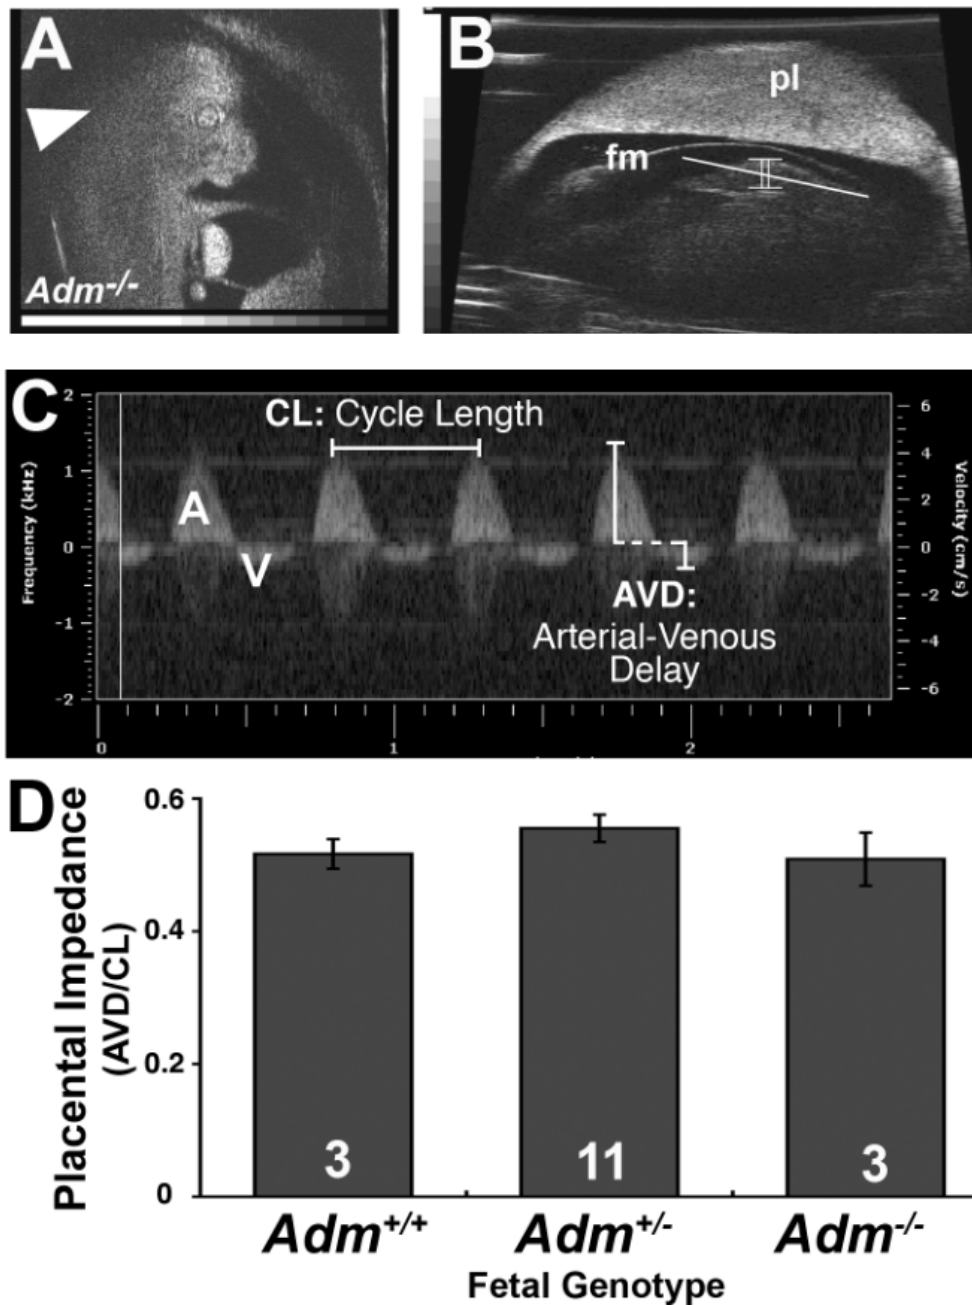 A
Adm-/-
B
pl
fm
C
CL: Cycle Length
A
V
AVD:
Arterial-Venous
Delay
Frequency (kHz)
2
1
0
-1
-2
Velocity (cm/s)
6
4
2
0
-2
-4
-6
0
1
2
D
Placental Impedance
(AVD/CL)
0.6
0.4
0.2
0
3
11
3
Adm+/+
Adm+/-
Adm-/-
Fetal Genotype